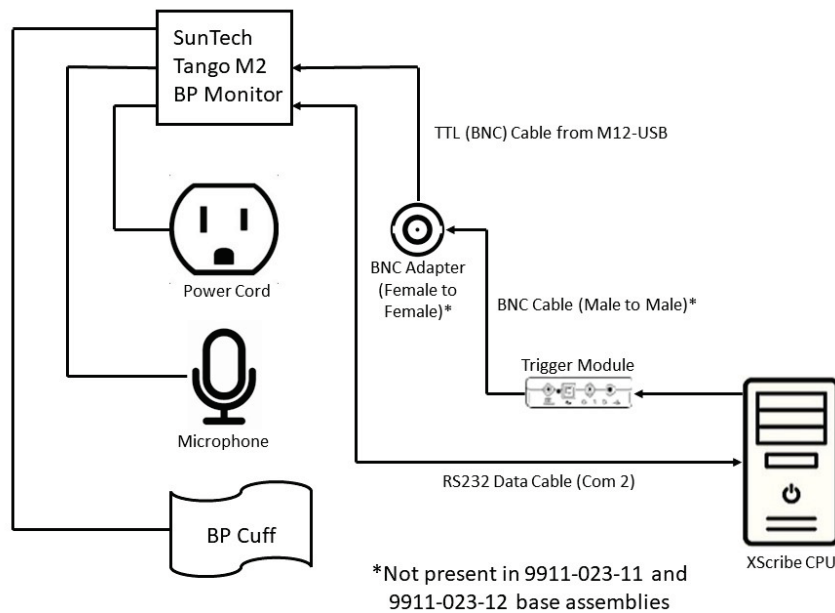 SunTech
Tango M2
BP Monitor
TTL (BNC) Cable from M12-USB
BNC Adapter
(Female to
Female)*
Power Cord
BNC Cable (Male to Male)*
Trigger Module
Microphone
RS232 Data Cable (Com 2)
BP Cuff
XScribe CPU
*Not present in 9911-023-11 and
9911-023-12 base assemblies